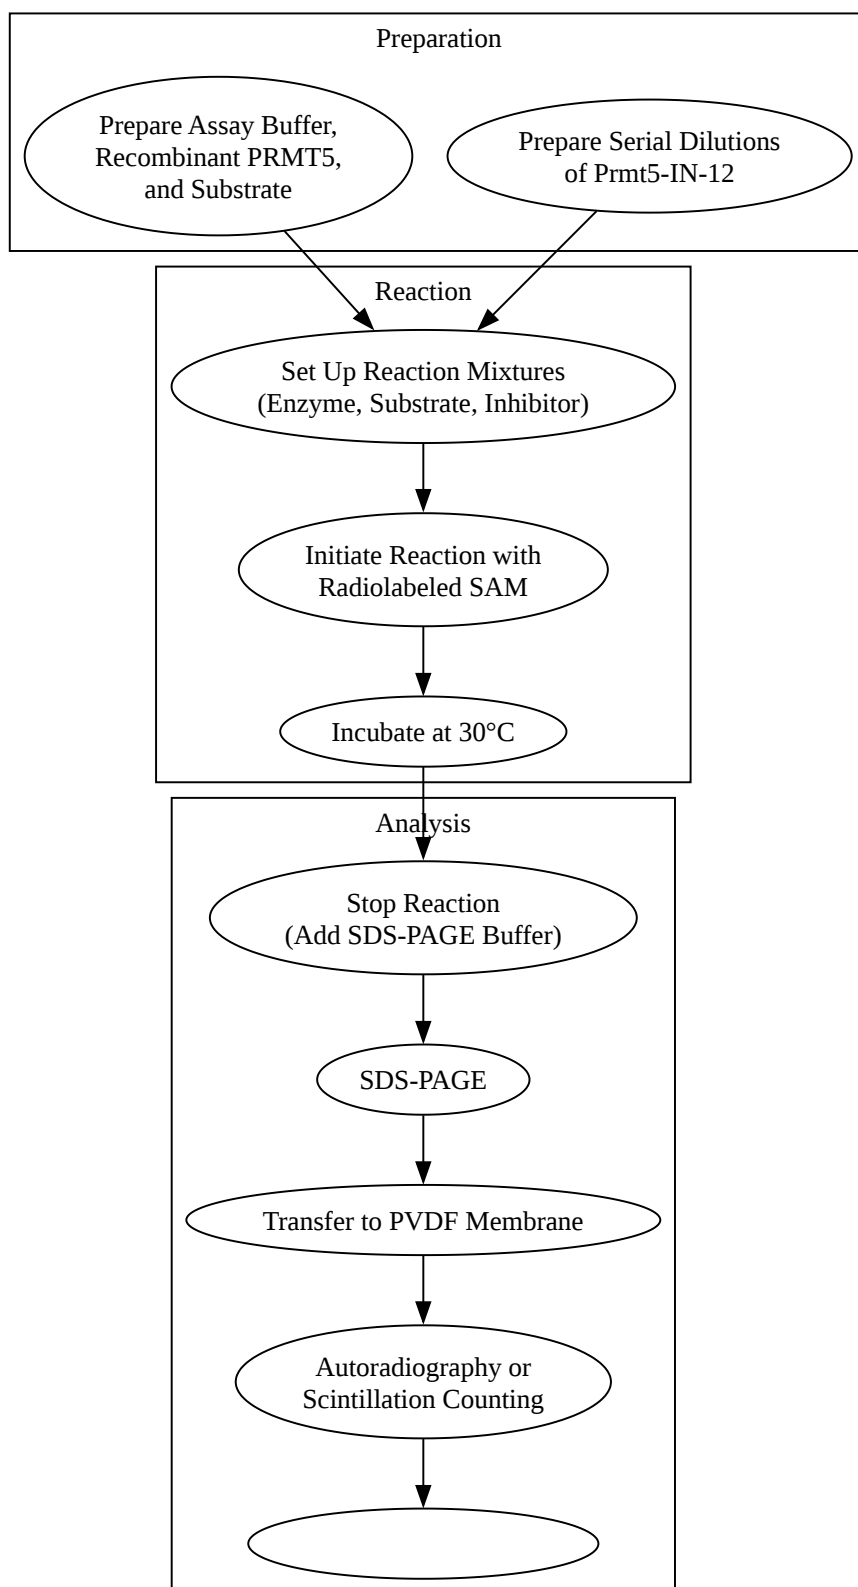 Preparation
Prepare Assay Buffer,
Recombinant PRMT5,
and Substrate
Prepare Serial Dilutions
of Prmt5-IN-12
Reaction
Set Up Reaction Mixtures
(Enzyme, Substrate, Inhibitor)
Initiate Reaction with
Radiolabeled SAM
Incubate at 30°C
Analysis
Stop Reaction
(Add SDS-PAGE Buffer)
SDS-PAGE
Transfer to PVDF Membrane
Autoradiography or
Scintillation Counting